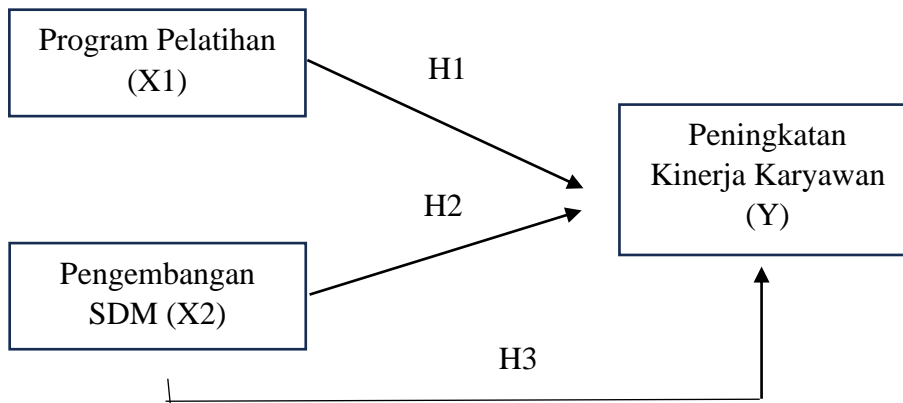 Program Pelatihan
(X1)
H1
Peningkatan
Kinerja Karyawan
(Y)
H2
Pengembangan
SDM (X2)
H3